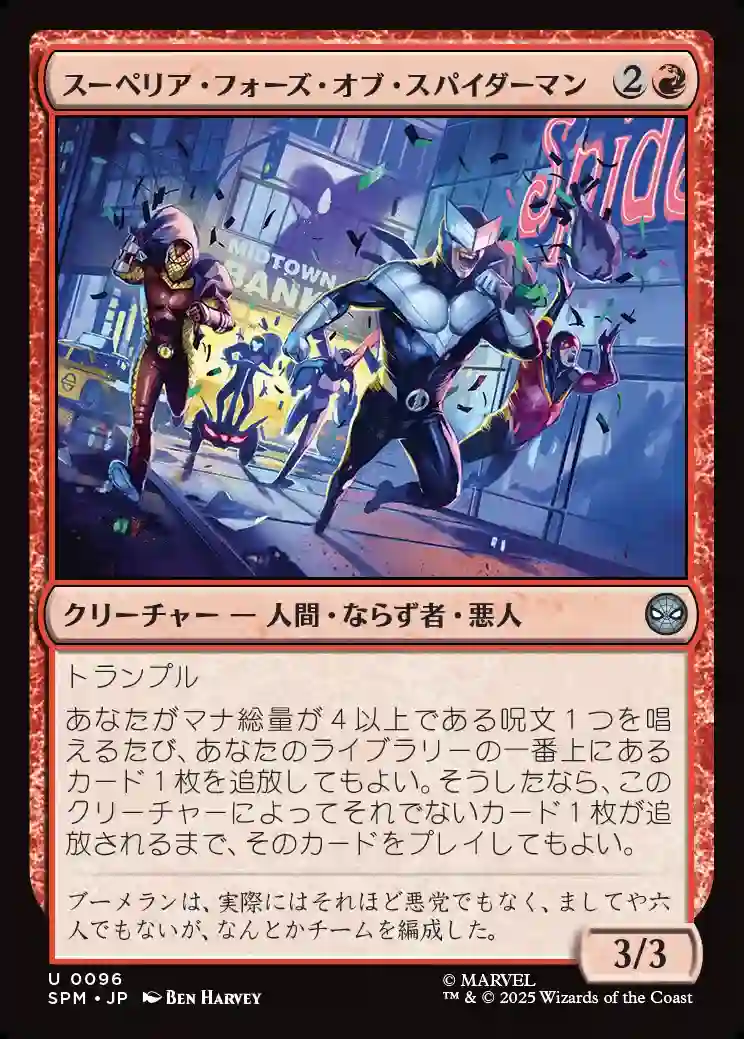 スーペリア・フォーズ・オブ・スパイダーマン 2
Spide
MIDTOWN
BANK
クリーチャー — 人間・ならず者・悪人
トランプル
あなたがマナ総量が4以上である呪文1つを唱
えるたび、あなたのライブラリーの一番上にある
カード1枚を追放してもよい。そうしたなら、この
クリーチャーによってそれでないカード1枚が追
放されるまで、そのカードをプレイしてもよい。
ブーメランは、実際にはそれほど悪党でもなく、ましてや六
人でもないが、なんとかチームを編成した。
3/3
U 0096
SPM • JP BEN HARVEY
© MARVEL
™ & © 2025 Wizards of the Coast